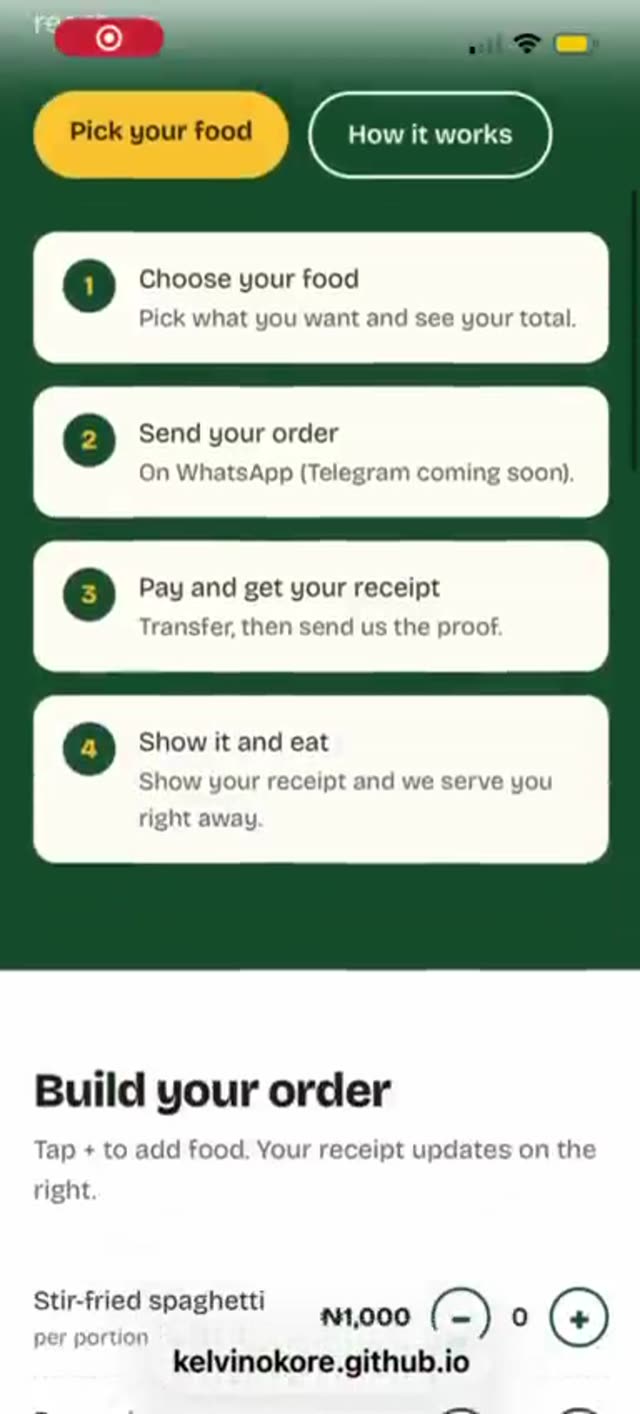 Pick your food
How it works
1
Choose your food
Pick what you want and see your total.
2
Send your order
On WhatsApp (Telegram coming soon).
3
Pay and get your receipt
Transfer, then send us the proof.
4
Show it and eat
Show your receipt and we serve you
right away.
Build your order
Tap + to add food. Your receipt updates on the
right.
Stir-fried spaghetti
per portion
₦1,000 − 0 +
kelvinokore.github.io